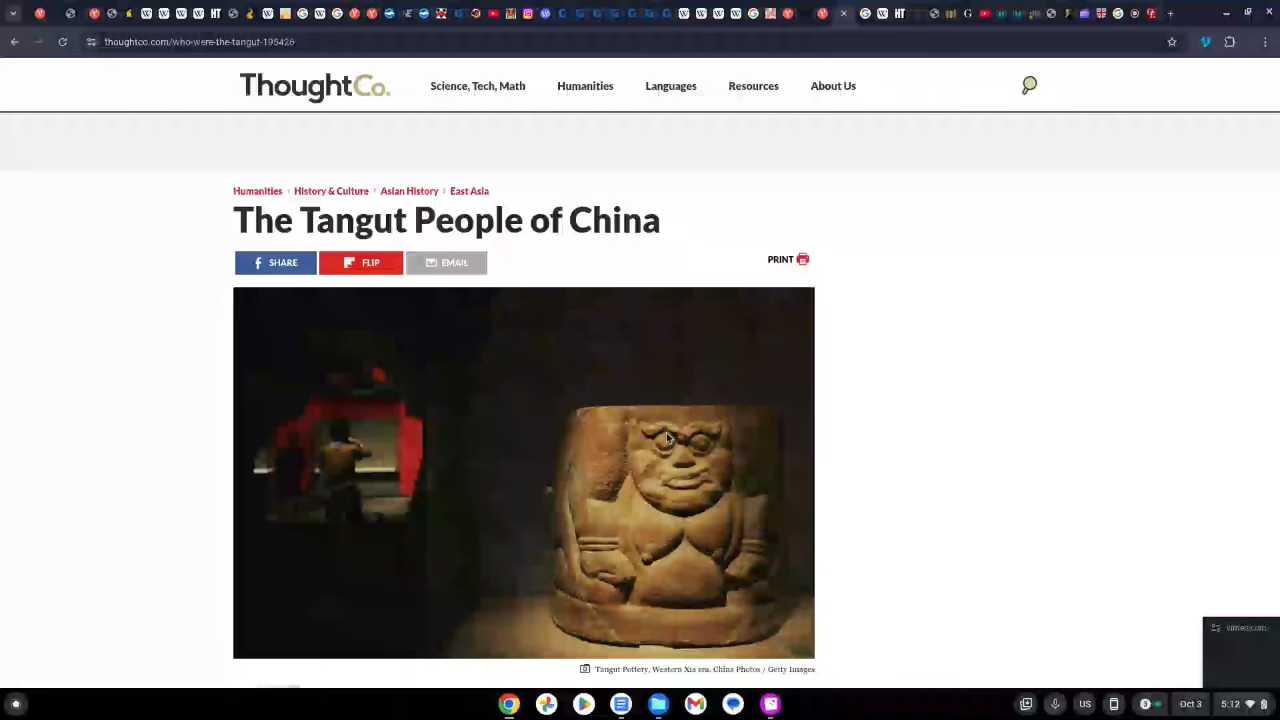 thoughtco.com/who-were-the-tangut-195426
ThoughtCo.
Science, Tech, Math
Humanities
Languages
Resources
About Us
Humanities › History & Culture › Asian History › East Asia
The Tangut People of China
SHARE
FLIP
EMAIL
PRINT
Tangut Pottery, Western Xia era. China Photos / Getty Images
vimeo.com
US
Oct 3
5:12